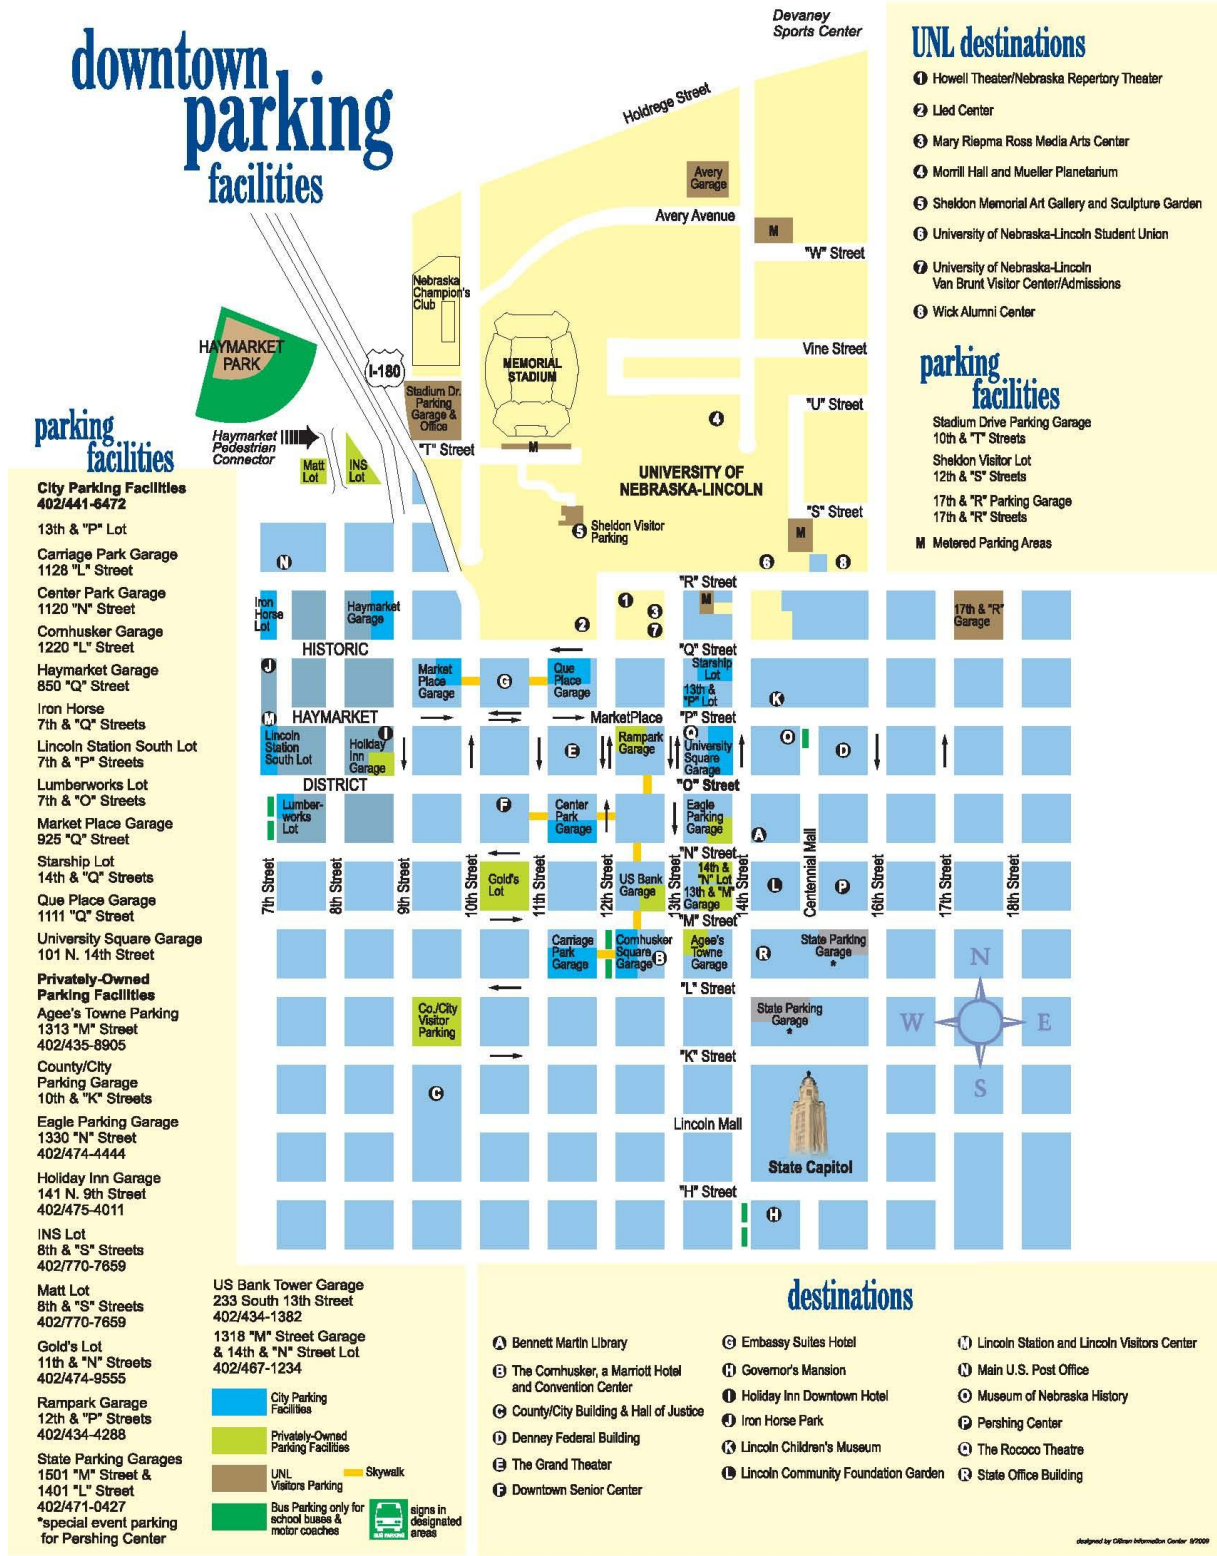 downtown
parking
facilities
Devaney
Sports Center
Holdrege Street
Avery
Garage
Avery Avenue
M
"W" Street
Nebraska
Champion's
Club
HAYMARKET
PARK
I-180
MEMORIAL
STADIUM
Vine Street
Stadium Dr.
Parking
Garage &
Office
"U" Street
4
Haymarket
Pedestrian
Connector
"T" Street
M
Matt
Lot
INS
Lot
UNIVERSITY OF
NEBRASKA-LINCOLN
"S" Street
5
Sheldon Visitor
Parking
M
N
6
8
"R" Street
Iron
Horse
Lot
Haymarket
Garage
1
3
2
7
M
17th & "R"
Garage
HISTORIC
"Q" Street
J
Market
Place
Garage
G
Que
Place
Garage
Starship
Lot
13th &
"P" Lot
K
M
HAYMARKET
MarketPlace
"P" Street
Lincoln
Station
South Lot
Holiday
Inn
Garage
I
E
Rampark
Garage
Q
University
Square
Garage
O
D
DISTRICT
"O" Street
Lumber-
works
Lot
F
Center
Park
Garage
Eagle
Parking
Garage
A
Centennial Mall
"N" Street
7th Street
8th Street
9th Street
10th Street
Gold's
Lot
11th Street
12th Street
US Bank
Garage
13th Street
14th &
"N" Lot
13th & "M"
Garage
14th Street
L
P
16th Street
17th Street
18th Street
"M" Street
Carriage
Park
Garage
Cornhusker
Square
Garage
B
Agee's
Towne
Garage
R
State Parking
Garage
*
"L" Street
Co./City
Visitor
Parking
State Parking
Garage
*
N
W
E
S
"K" Street
C
Lincoln Mall
State Capitol
"H" Street
H
UNL destinations
1 Howell Theater/Nebraska Repertory Theater
2 Lied Center
3 Mary Riepma Ross Media Arts Center
4 Morrill Hall and Mueller Planetarium
5 Sheldon Memorial Art Gallery and Sculpture Garden
6 University of Nebraska-Lincoln Student Union
7 University of Nebraska-Lincoln
Van Brunt Visitor Center/Admissions
8 Wick Alumni Center
parking
facilities
Stadium Drive Parking Garage
10th & "T" Streets
Sheldon Visitor Lot
12th & "S" Streets
17th & "R" Parking Garage
17th & "R" Streets
M Metered Parking Areas
parking
facilities
City Parking Facilities
402/441-6472
13th & "P" Lot
Carriage Park Garage
1128 "L" Street
Center Park Garage
1120 "N" Street
Cornhusker Garage
1220 "L" Street
Haymarket Garage
850 "Q" Street
Iron Horse
7th & "Q" Streets
Lincoln Station South Lot
7th & "P" Streets
Lumberworks Lot
7th & "O" Streets
Market Place Garage
925 "Q" Street
Starship Lot
14th & "Q" Streets
Que Place Garage
1111 "Q" Street
University Square Garage
101 N. 14th Street
Privately-Owned
Parking Facilities
Agee's Towne Parking
1313 "M" Street
402/435-8905
County/City
Parking Garage
10th & "K" Streets
Eagle Parking Garage
1330 "N" Street
402/474-4444
Holiday Inn Garage
141 N. 9th Street
402/475-4011
INS Lot
8th & "S" Streets
402/770-7659
Matt Lot
8th & "S" Streets
402/770-7659
Gold's Lot
11th & "N" Streets
402/474-9555
Rampark Garage
12th & "P" Streets
402/434-4288
State Parking Garages
1501 "M" Street &
1401 "L" Street
402/471-0427
*special event parking
for Pershing Center
US Bank Tower Garage
233 South 13th Street
402/434-1382
1318 "M" Street Garage
& 14th & "N" Street Lot
402/467-1234
City Parking
Facilities
Privately-Owned
Parking Facilities
UNL
Visitors Parking
Skywalk
Bus Parking only for
school buses &
motor coaches
BUS PARKING
signs in
designated
areas
destinations
A Bennett Martin Library
B The Cornhusker, a Marriott Hotel
and Convention Center
C County/City Building & Hall of Justice
D Denney Federal Building
E The Grand Theater
F Downtown Senior Center
G Embassy Suites Hotel
H Governor's Mansion
I Holiday Inn Downtown Hotel
J Iron Horse Park
K Lincoln Children's Museum
L Lincoln Community Foundation Garden
M Lincoln Station and Lincoln Visitors Center
N Main U.S. Post Office
O Museum of Nebraska History
P Pershing Center
Q The Rococo Theatre
R State Office Building
designed by O'Brien Information Center 9/2009